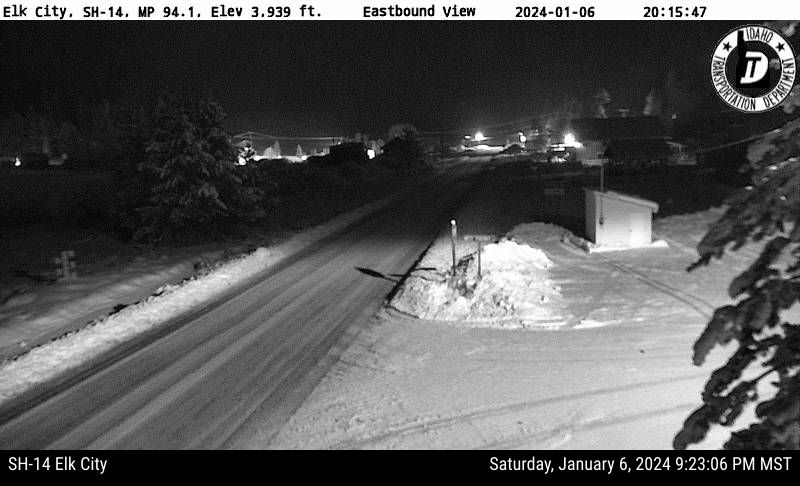 Elk City, SH-14, MP 94.1, Elev 3,939 ft. Eastbound View 2024-01-06 20:15:47
IDAHO
TRANSPORTATION DEPARTMENT
SH-14 Elk City Saturday, January 6, 2024 9:23:06 PM MST